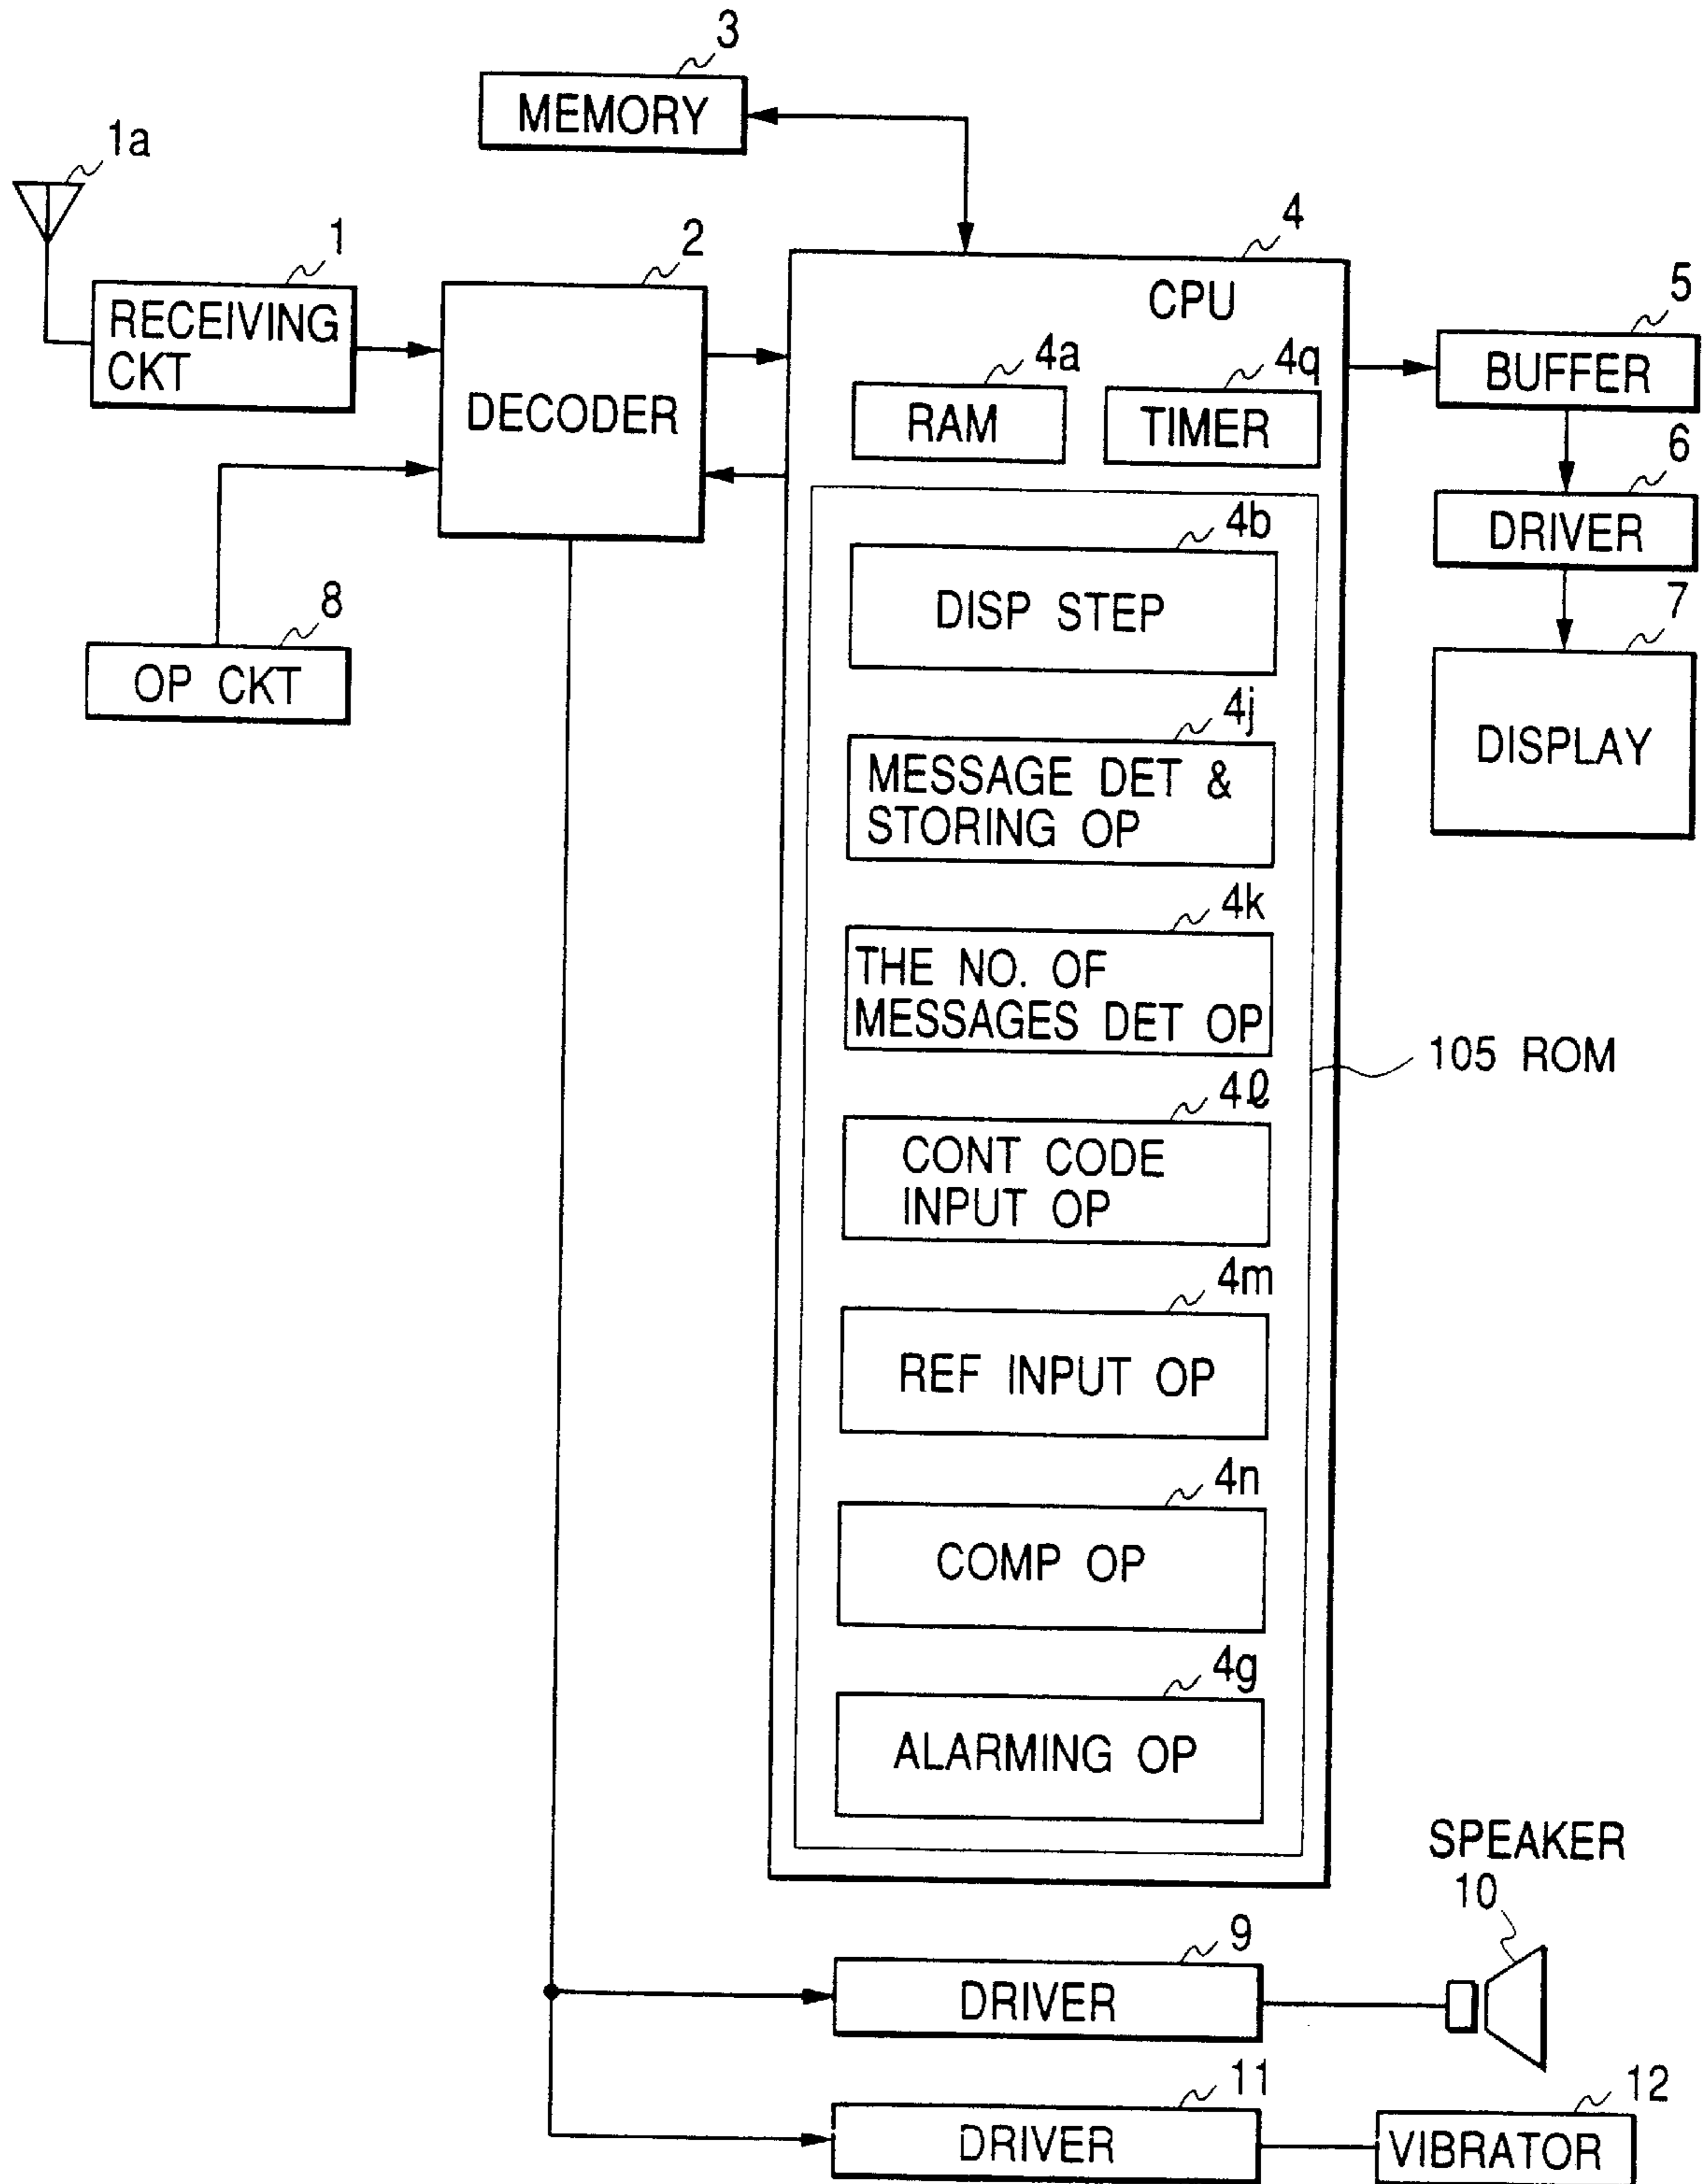 3
MEMORY
1a
1
RECEIVING
CKT
2
DECODER
4
CPU
4a
RAM
4q
TIMER
5
BUFFER
6
DRIVER
7
DISPLAY
8
OP CKT
4b
DISP STEP
4j
MESSAGE DET &
STORING OP
4k
THE NO. OF
MESSAGES DET OP
105 ROM
4ℓ
CONT CODE
INPUT OP
4m
REF INPUT OP
4n
COMP OP
4g
ALARMING OP
SPEAKER
10
9
DRIVER
11
DRIVER
12
VIBRATOR